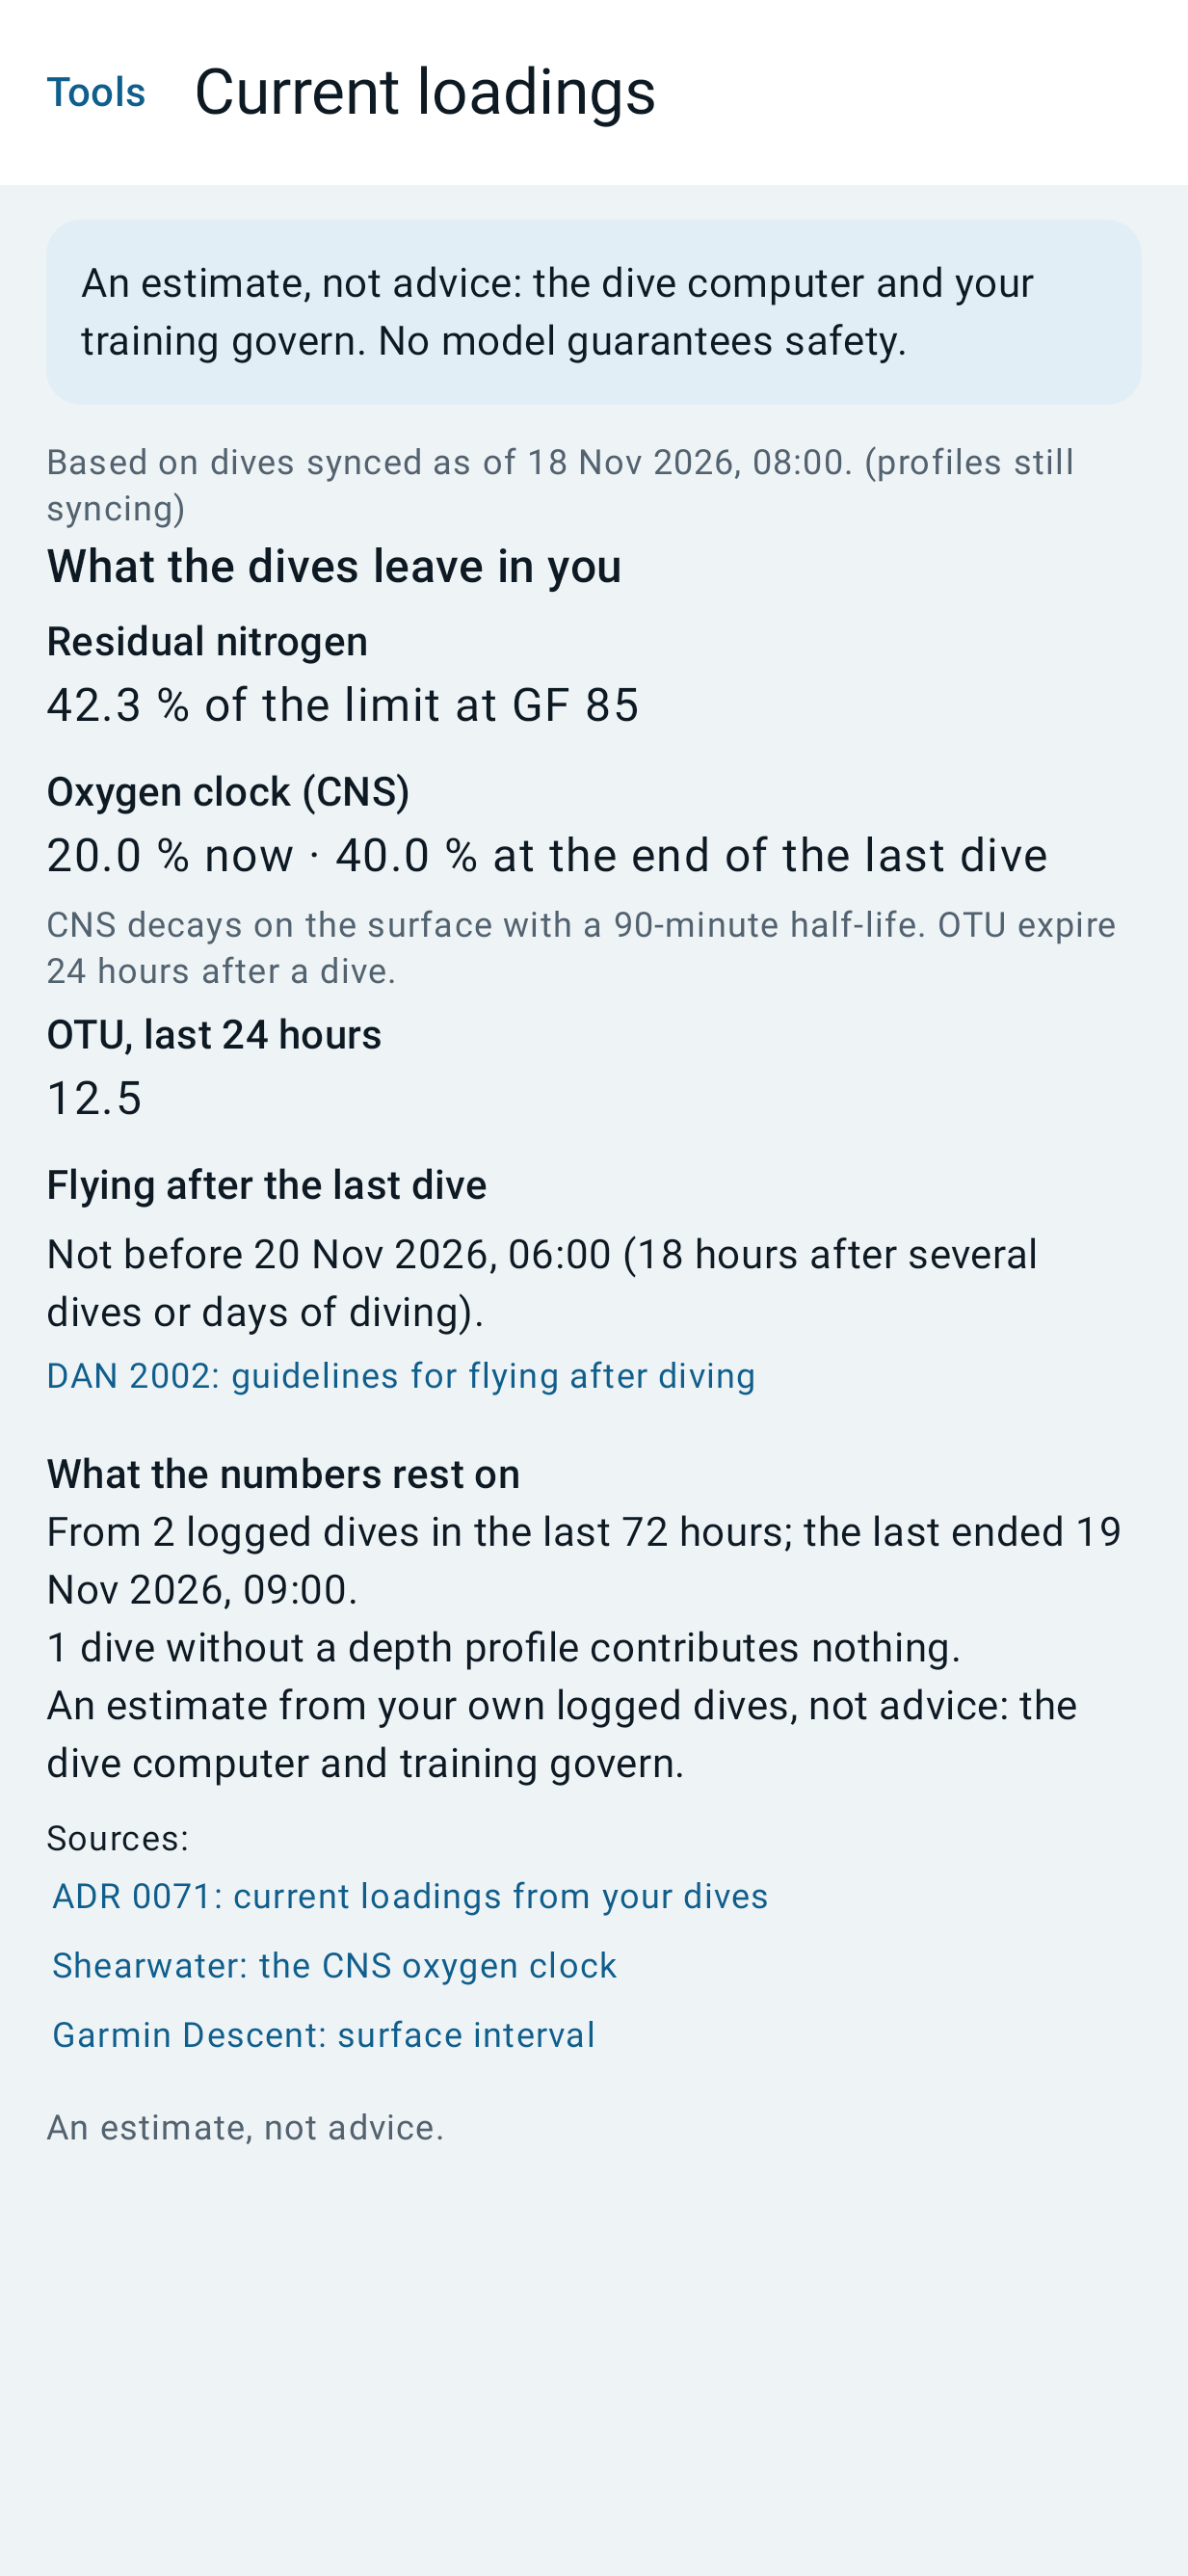 Tools Current loadings
An estimate, not advice: the dive computer and your
training govern. No model guarantees safety.
Based on dives synced as of 18 Nov 2026, 08:00. (profiles still
syncing)
What the dives leave in you
Residual nitrogen
42.3 % of the limit at GF 85
Oxygen clock (CNS)
20.0 % now · 40.0 % at the end of the last dive
CNS decays on the surface with a 90-minute half-life. OTU expire
24 hours after a dive.
OTU, last 24 hours
12.5
Flying after the last dive
Not before 20 Nov 2026, 06:00 (18 hours after several
dives or days of diving).
DAN 2002: guidelines for flying after diving
What the numbers rest on
From 2 logged dives in the last 72 hours; the last ended 19
Nov 2026, 09:00.
1 dive without a depth profile contributes nothing.
An estimate from your own logged dives, not advice: the
dive computer and training govern.
Sources:
ADR 0071: current loadings from your dives
Shearwater: the CNS oxygen clock
Garmin Descent: surface interval
An estimate, not advice.